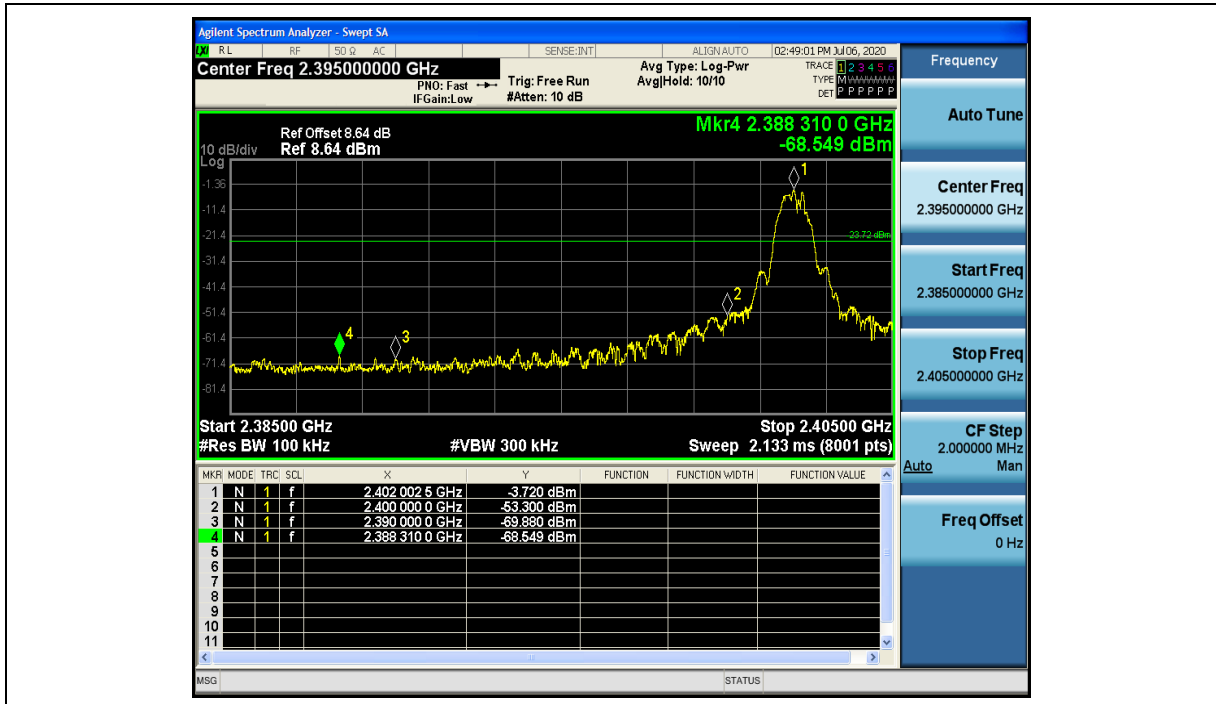 Agilent Spectrum Analyzer - Swept SA
LXI RL RF 50 Ω AC SENSE:INT ALIGN AUTO 02:49:01 PM Jul 06, 2020
Center Freq 2.395000000 GHz
PNO: Fast
IFGain:Low
Trig: Free Run
#Atten: 10 dB
Avg Type: Log-Pwr
Avg|Hold: 10/10
TRACE 1 2 3 4 5 6
TYPE M
DET P P P P P P
Ref Offset 8.64 dB
10 dB/div Ref 8.64 dBm
Log
Mkr4 2.388 310 0 GHz
-68.549 dBm
-1.36
-11.4
-21.4
-23.72 dBm
-31.4
-41.4
-51.4
-61.4
-71.4
-81.4
1
2
3
4
Start 2.38500 GHz Stop 2.40500 GHz
#Res BW 100 kHz #VBW 300 kHz Sweep 2.133 ms (8001 pts)
MKR MODE TRC SCL X Y FUNCTION FUNCTION WIDTH FUNCTION VALUE
1 N 1 f 2.402 002 5 GHz -3.720 dBm
2 N 1 f 2.400 000 0 GHz -53.300 dBm
3 N 1 f 2.390 000 0 GHz -69.880 dBm
4 N 1 f 2.388 310 0 GHz -68.549 dBm
5
6
7
8
9
10
11
MSG STATUS
Frequency
Auto Tune
Center Freq
2.395000000 GHz
Start Freq
2.385000000 GHz
Stop Freq
2.405000000 GHz
CF Step
2.000000 MHz
Auto Man
Freq Offset
0 Hz